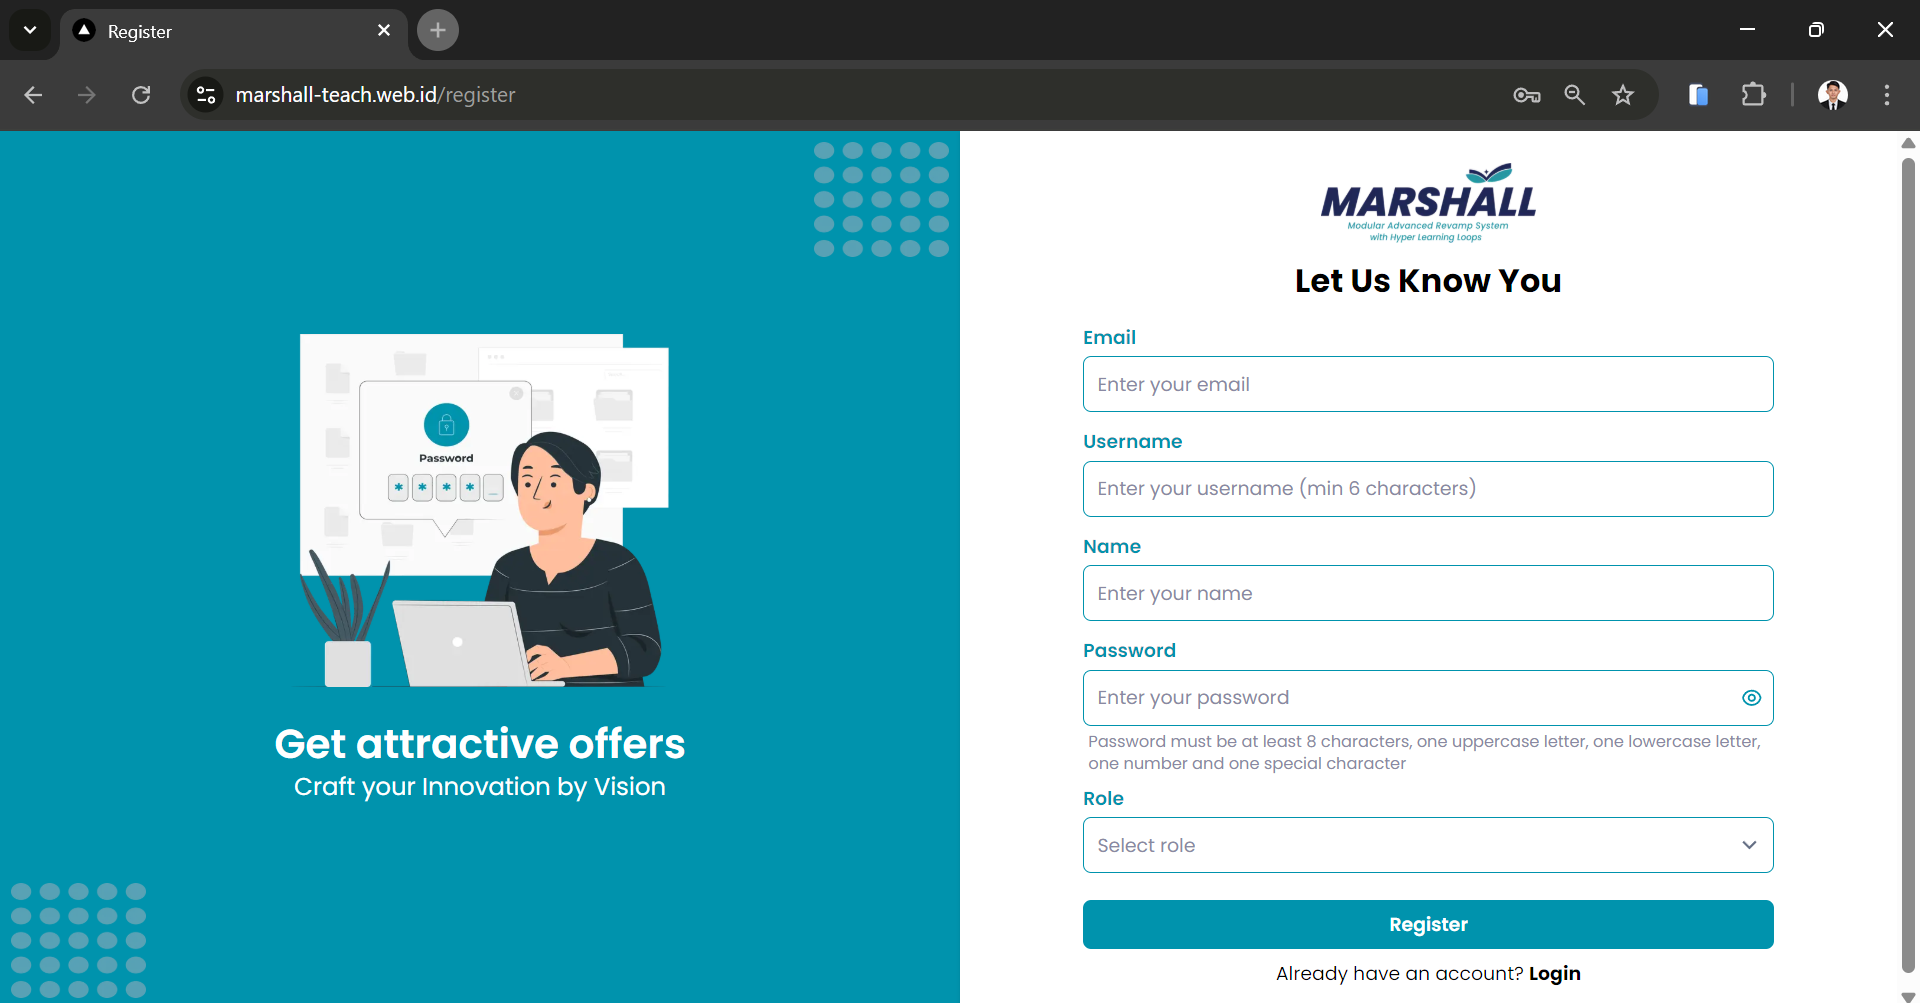 Register
marshall-teach.web.id/register
Password
* * * * _
Get attractive offers
Craft your Innovation by Vision
MARSHALL
Modular Advanced Revamp System
with Hyper Learning Loops
Let Us Know You
Email
Enter your email
Username
Enter your username (min 6 characters)
Name
Enter your name
Password
Enter your password
Password must be at least 8 characters, one uppercase letter, one lowercase letter,
one number and one special character
Role
Select role
Register
Already have an account? Login